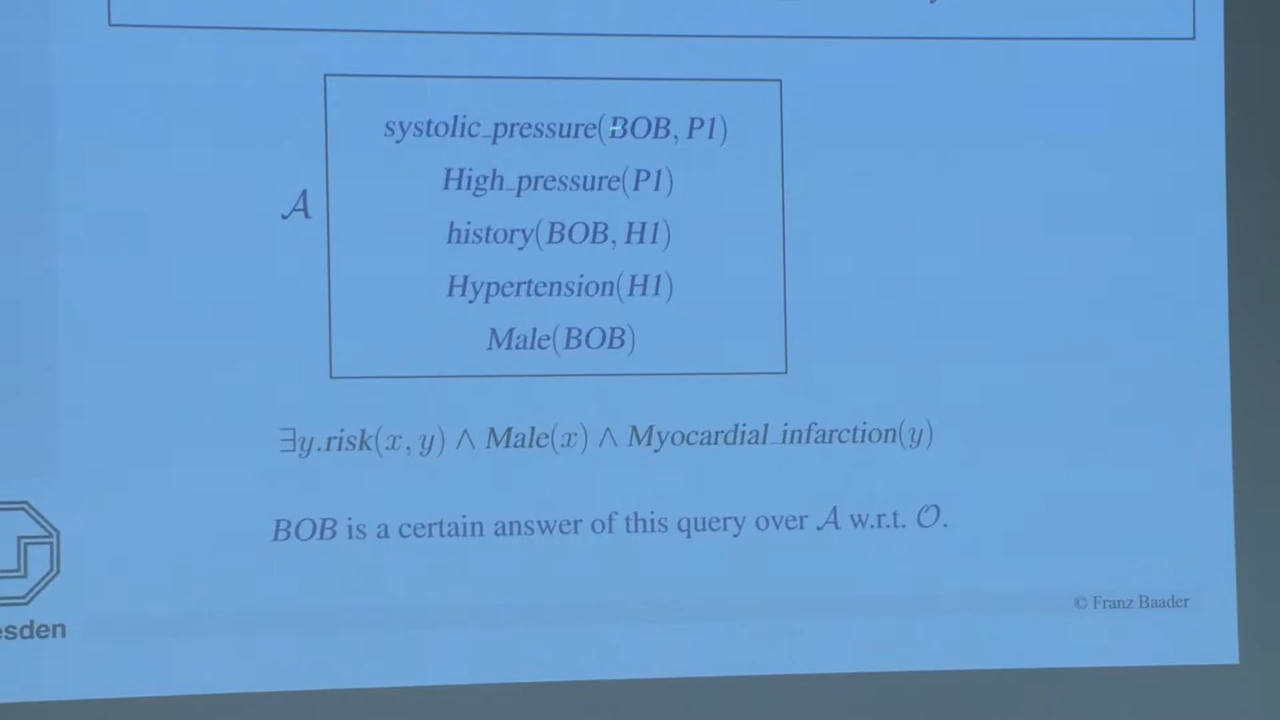 systolic_pressure(BOB, P1)
High_pressure(P1)
history(BOB, H1)
𝒜
Hypertension(H1)
Male(BOB)
∃y.risk(x, y) ∧ Male(x) ∧ Myocardial_infarction(y)
BOB is a certain answer of this query over 𝒜 w.r.t. 𝒪.
© Franz Baader
esden